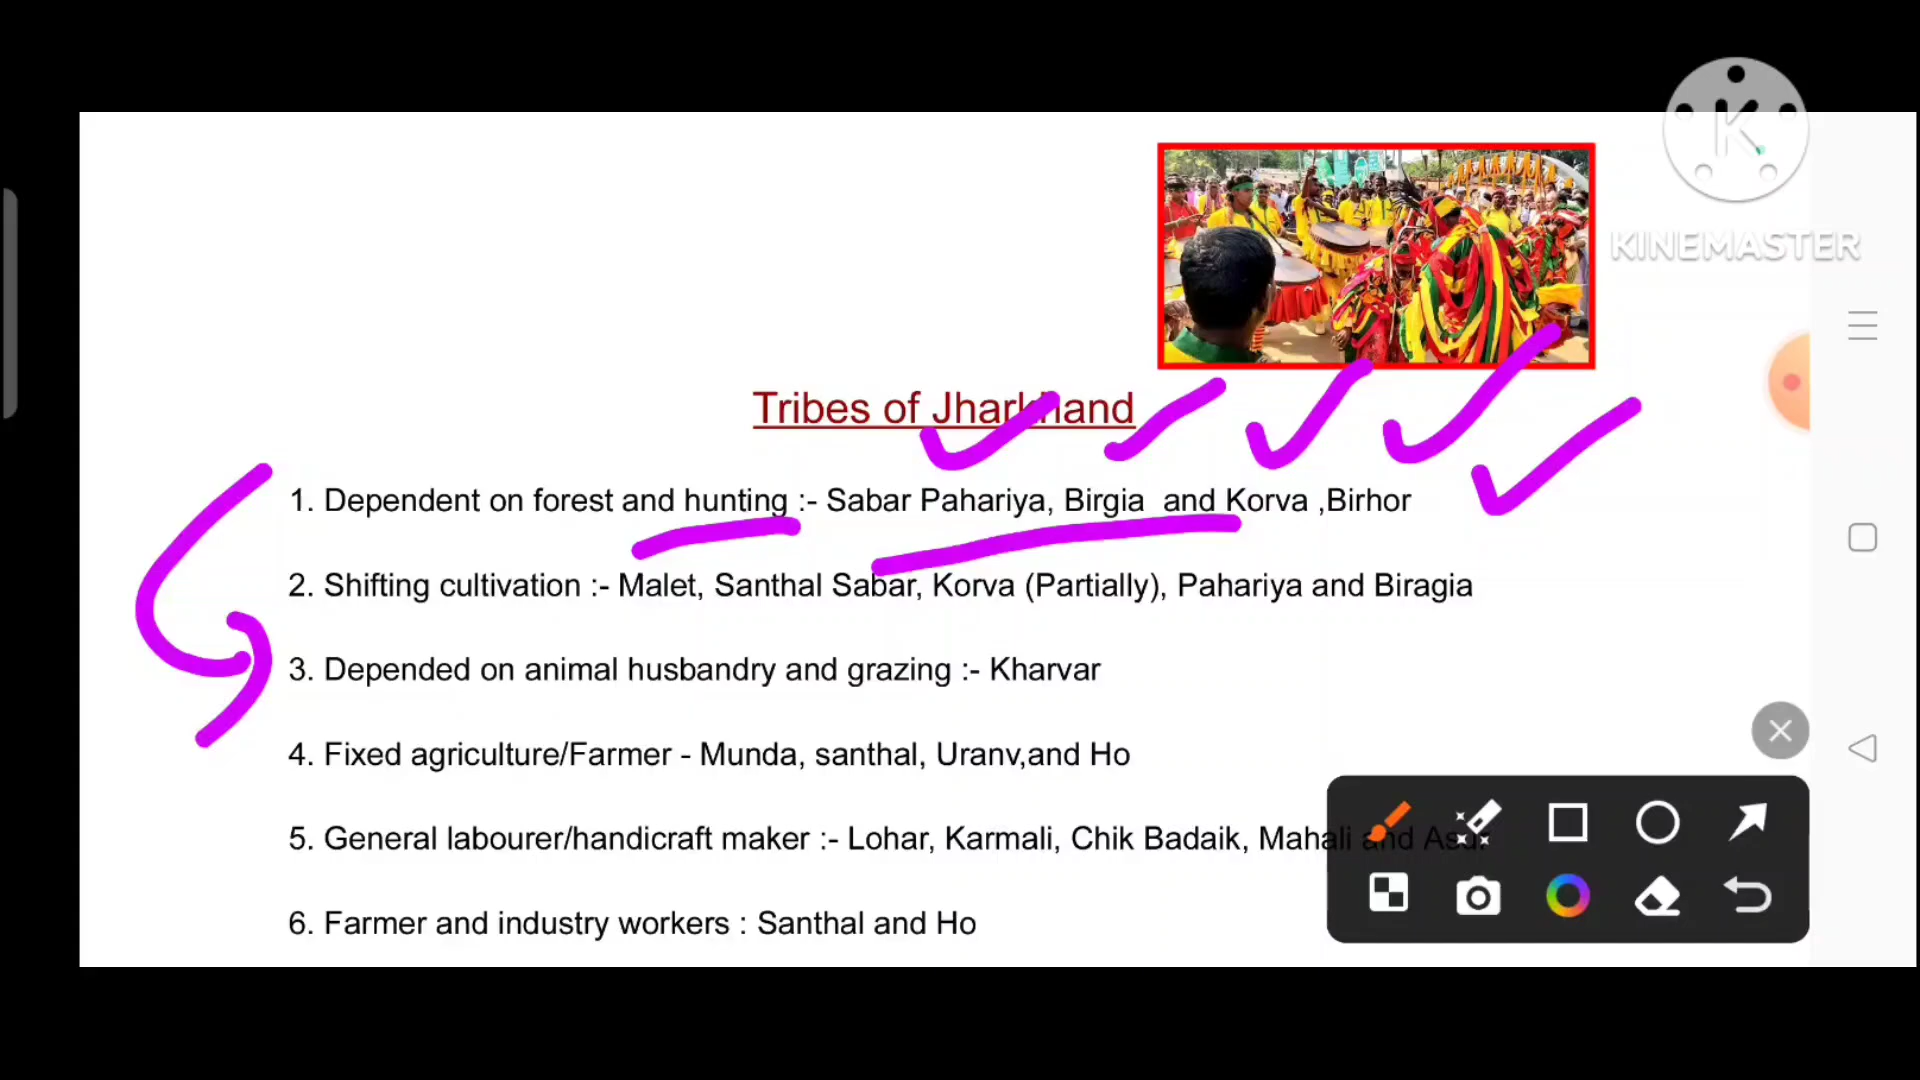 KINEMASTER
Tribes of Jharkhand
1. Dependent on forest and hunting :- Sabar Pahariya, Birgia and Korva ,Birhor
2. Shifting cultivation :- Malet, Santhal Sabar, Korva (Partially), Pahariya and Biragia
3. Depended on animal husbandry and grazing :- Kharvar
4. Fixed agriculture/Farmer - Munda, santhal, Uranv,and Ho
5. General labourer/handicraft maker :- Lohar, Karmali, Chik Badaik, Mahali and Asur
6. Farmer and industry workers : Santhal and Ho